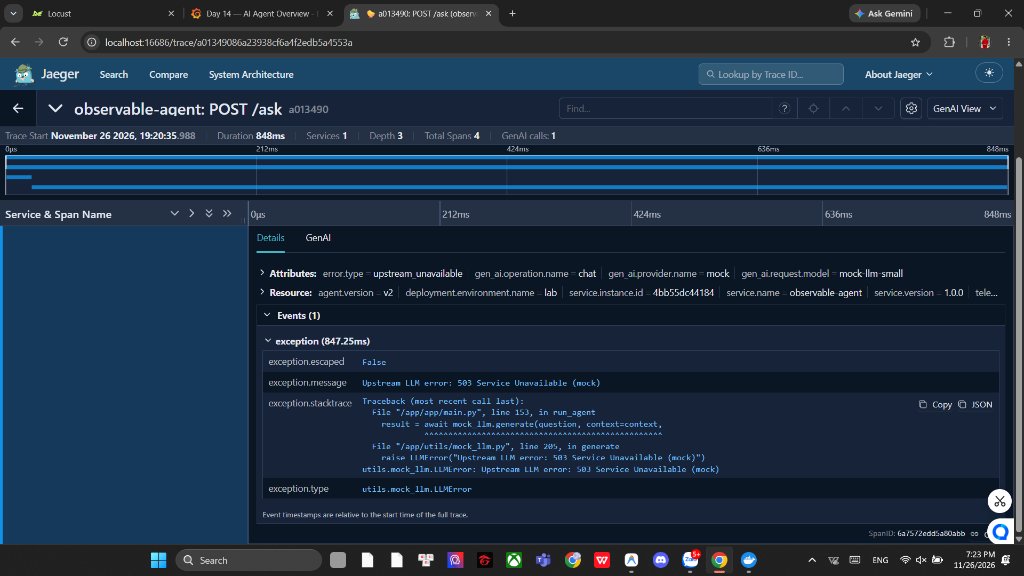 Locust
Day 14 — AI Agent Overview -
a013490: POST /ask (observ
Ask Gemini
localhost:16686/trace/a01349086a23938cf6a4f2edb5a4553a
Jaeger Search Compare System Architecture
Lookup by Trace ID...
About Jaeger
observable-agent: POST /ask a013490
Find...
GenAI View
Trace Start November 26 2026, 19:20:35.988 Duration 848ms Services 1 Depth 3 Total Spans 4 GenAI calls: 1
0μs 212ms 424ms 636ms 848ms
Service & Span Name
0μs 212ms 424ms 636ms 848ms
Details GenAI
Attributes: error.type = upstream_unavailable gen_ai.operation.name = chat gen_ai.provider.name = mock gen_ai.request.model = mock-llm-small
Resource: agent.version = v2 deployment.environment.name = lab service.instance.id = 4bb55dc44184 service.name = observable-agent service.version = 1.0.0 tele...
Events (1)
exception (847.25ms)
exception.escaped False
exception.message Upstream LLM error: 503 Service Unavailable (mock)
exception.stacktrace Traceback (most recent call last):
Copy JSON
File "/app/app/main.py", line 153, in run_agent
result = await mock_llm.generate(question, context=context,
^^^^^^^^^^^^^^^^^^^^^^^^^^^^^^^^^^^^^^^^^^^^^^^^^^
File "/app/utils/mock_llm.py", line 205, in generate
raise LLMError("Upstream LLM error: 503 Service Unavailable (mock)")
utils.mock_llm.LLMError: Upstream LLM error: 503 Service Unavailable (mock)
exception.type utils.mock_llm.LLMError
Event timestamps are relative to the start time of the full trace.
SpanID: 6a7572edd5a80abb
Search
5+
ENG
7:23 PM
11/26/2026